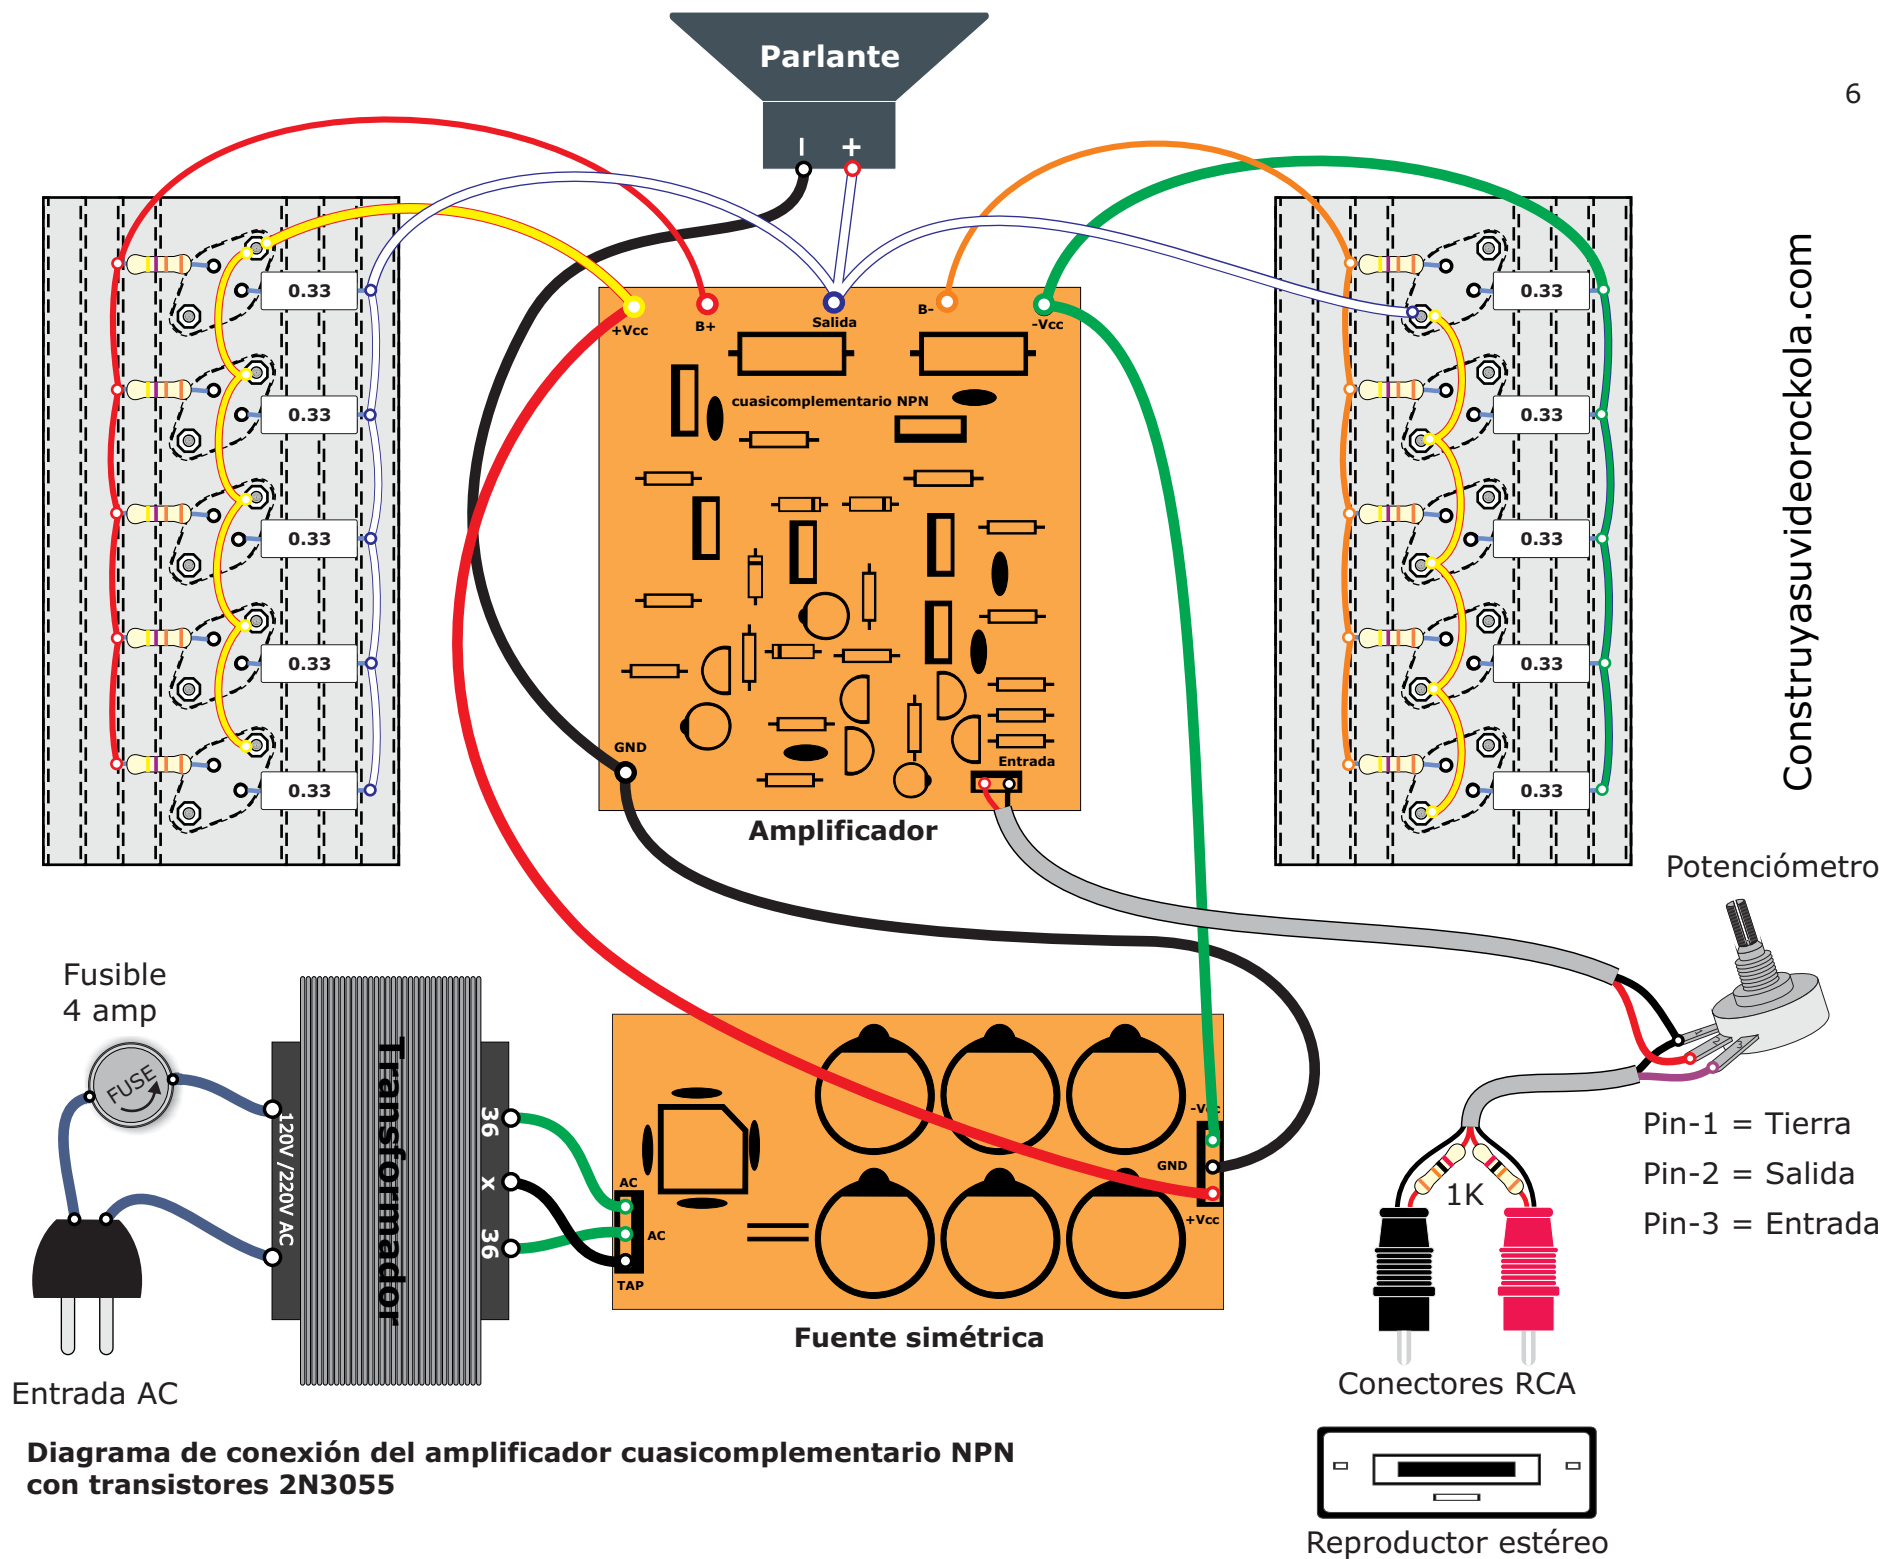 Parlante
6
+
0.33
0.33
0.33
0.33
0.33
+Vcc
B+
Salida
B-
-Vcc
cuasicomplementario NPN
GND
Entrada
Amplificador
0.33
0.33
0.33
0.33
0.33
Construyasuvideorockola.com
Potenciómetro
1
2
3
Pin-1 = Tierra
Pin-2 = Salida
Pin-3 = Entrada
Fusible
4 amp
FUSE
120V /220V AC
Transformador
36
x
36
Entrada AC
AC
AC
TAP
-Vcc
GND
+Vcc
Fuente simétrica
1K
Conectores RCA
Reproductor estéreo
Diagrama de conexión del amplificador cuasicomplementario NPN
con transistores 2N3055